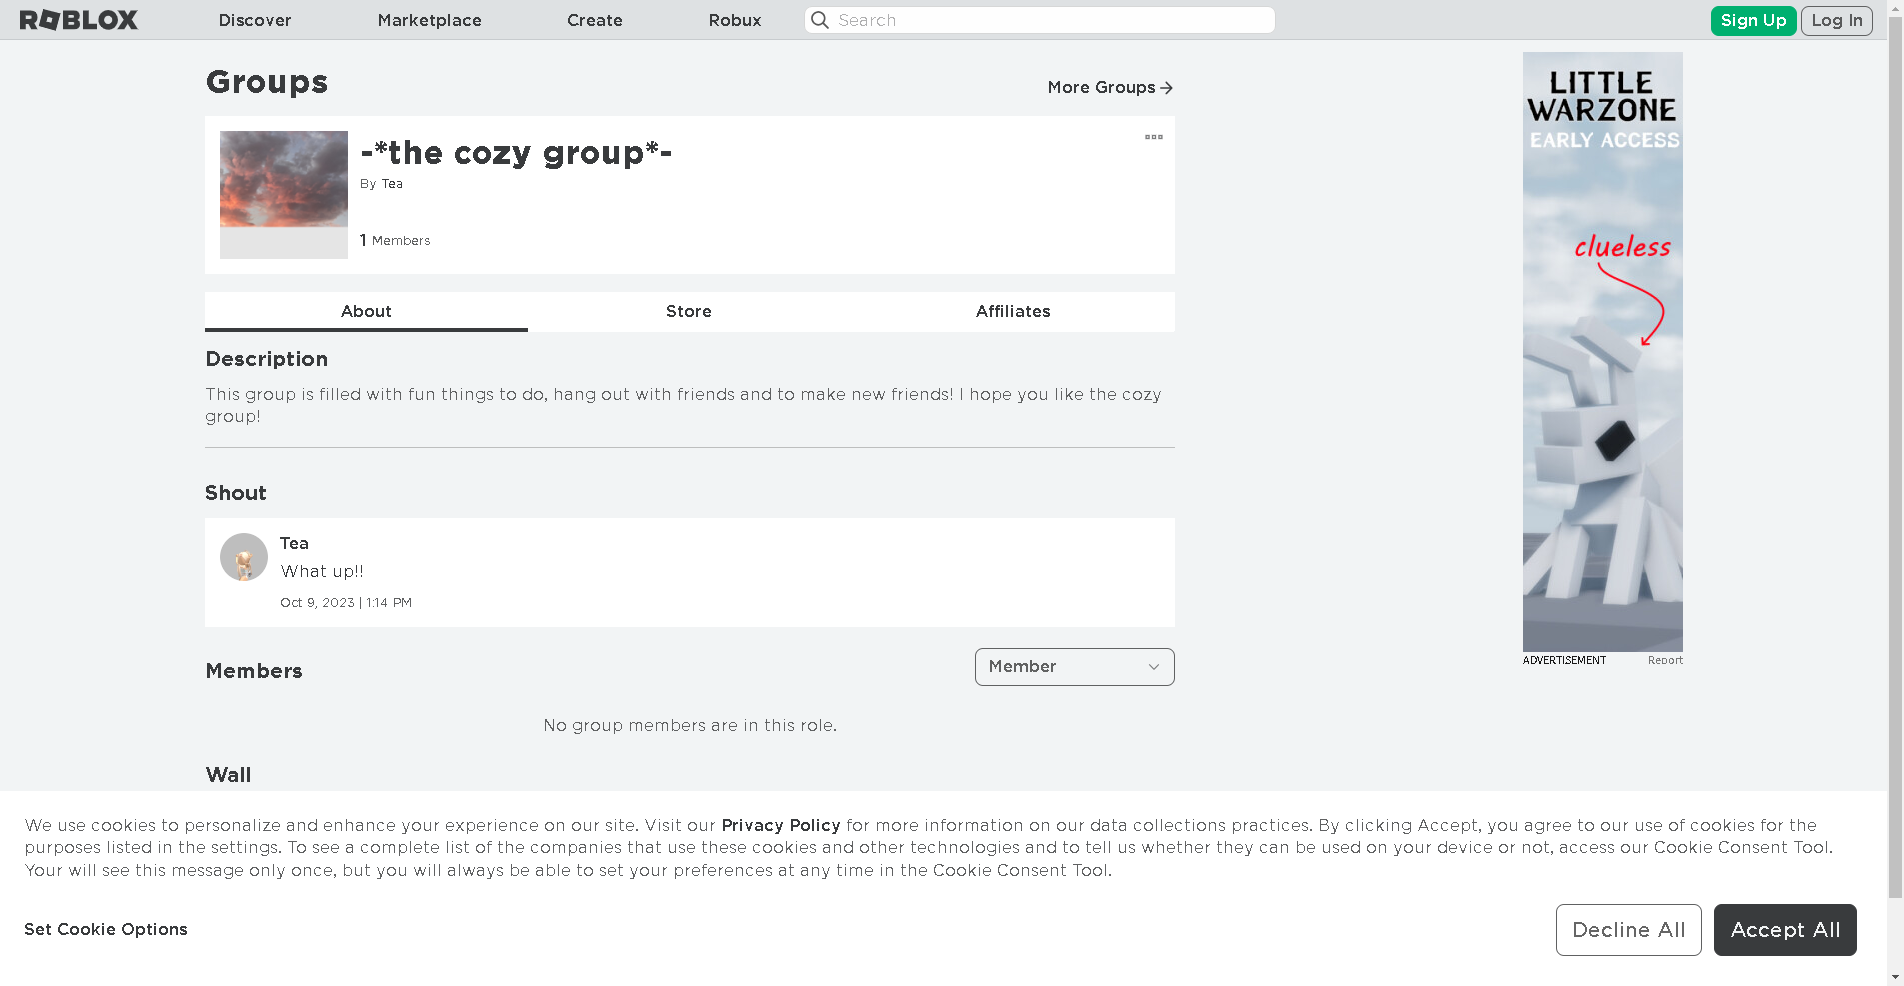 ROBLOX Discover Marketplace Create Robux Search Sign Up Log In
Groups
More Groups
-*the cozy group*-
By Tea
1 Members
About Store Affiliates
Description
This group is filled with fun things to do, hang out with friends and to make new friends! I hope you like the cozy
group!
Shout
Tea
What up!!
Oct 9, 2023 | 1:14 PM
Members
Member
No group members are in this role.
Wall
LITTLE
WARZONE
EARLY ACCESS
clueless
ADVERTISEMENT Report
We use cookies to personalize and enhance your experience on our site. Visit our Privacy Policy for more information on our data collections practices. By clicking Accept, you agree to our use of cookies for the
purposes listed in the settings. To see a complete list of the companies that use these cookies and other technologies and to tell us whether they can be used on your device or not, access our Cookie Consent Tool.
Your will see this message only once, but you will always be able to set your preferences at any time in the Cookie Consent Tool.
Set Cookie Options
Decline All
Accept All